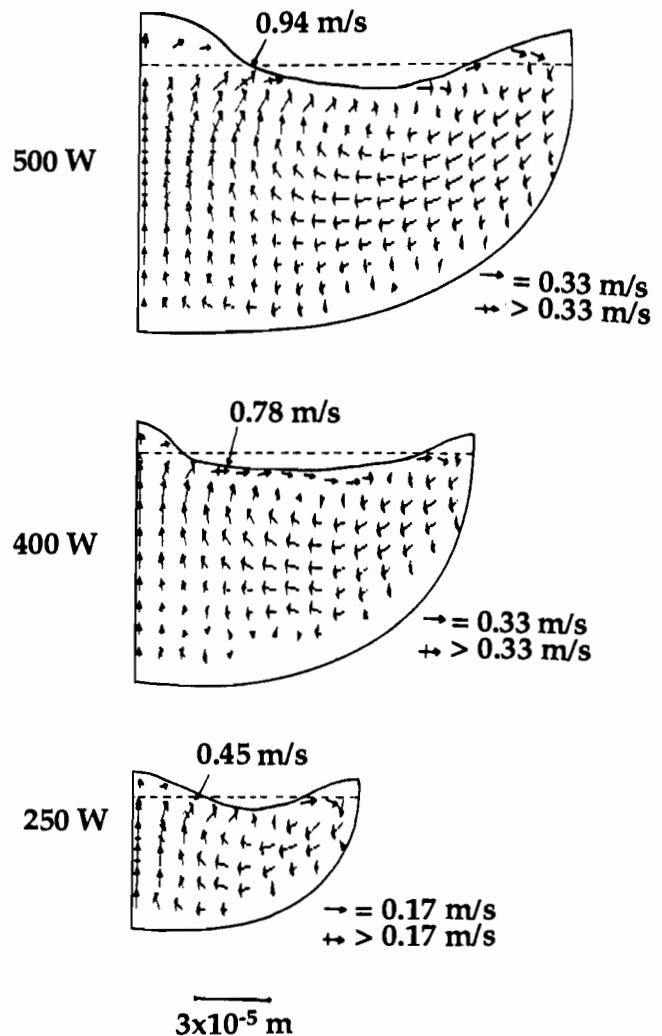 0.94 m/s
500 W
= 0.33 m/s
> 0.33 m/s
0.78 m/s
400 W
= 0.33 m/s
> 0.33 m/s
0.45 m/s
250 W
= 0.17 m/s
> 0.17 m/s
3x10⁻⁵ m